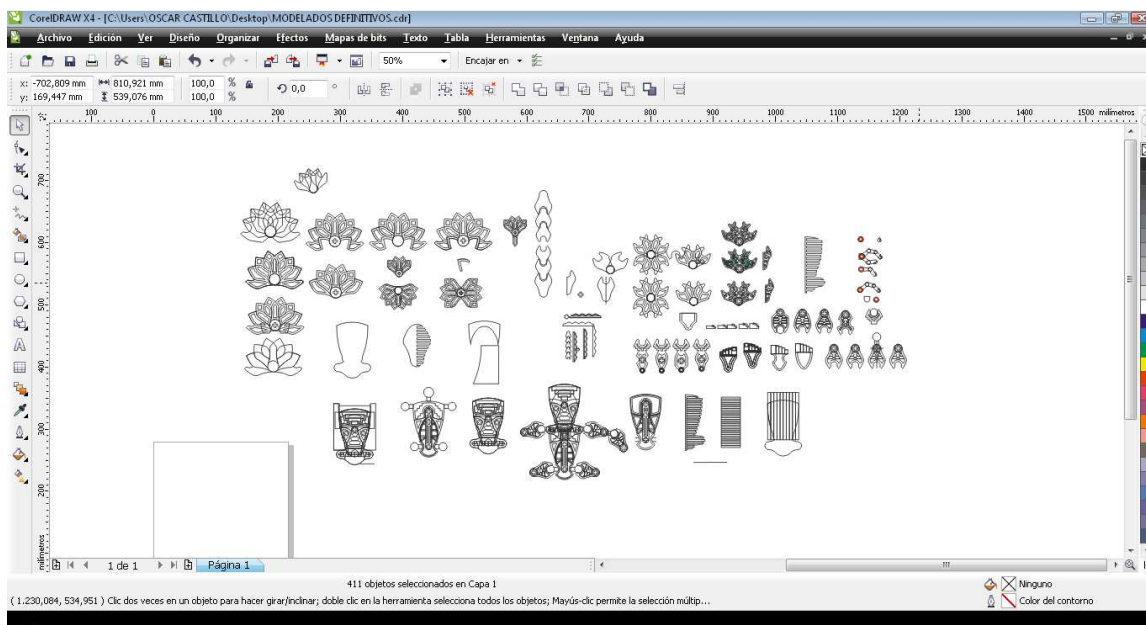 CorelDRAW X4 - [C:\Users\OSCAR CASTILLO\Desktop\MODELADOS DEFINITIVOS.cdr]
Archivo Edición Ver Diseño Organizar Efectos Mapas de bits Texto Tabla Herramientas Ventana Ayuda
50% Encajar en
x: -702,809 mm 810,921 mm 100,0 % 0,0 °
y: 169,447 mm 539,076 mm 100,0 %
100 0 100 200 300 400 500 600 700 800 900 1000 1100 1200 1300 1400 1500 milímetros
700
600
500
400
300
200
milímetros
1 de 1 Página 1
411 objetos seleccionados en Capa 1 Ninguno
( 1.230,084, 534,951 ) Clic dos veces en un objeto para hacer girar/inclinar; doble clic en la herramienta selecciona todos los objetos; Mayús-clic permite la selección múltip... Color del contorno